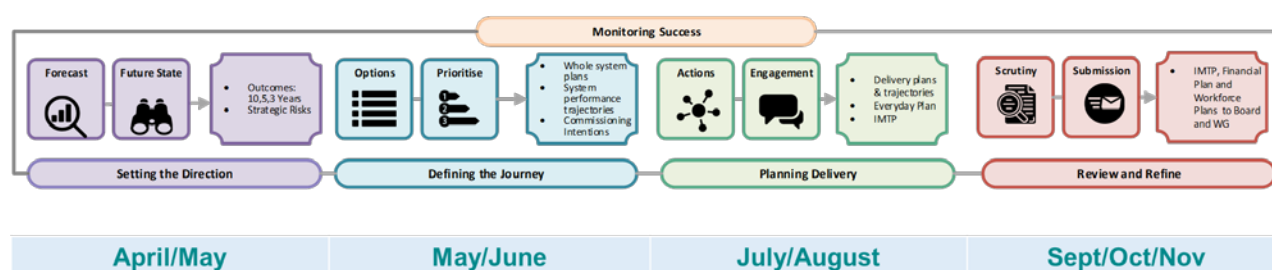 Monitoring Success
Forecast
Future State
• Outcomes:
10,5,3 Years
• Strategic Risks
Options
Prioritise
1
2
3
• Whole system
plans
• System
performance
trajectories
• Commissioning
Intentions
Actions
Engagement
• Delivery plans
& trajectories
• Everyday Plan
• IMTP
Scrutiny
Submission
• IMTP, Financial
Plan and
Workforce
Plans to Board
and WG
Setting the Direction
Defining the Journey
Planning Delivery
Review and Refine
April/May
May/June
July/August
Sept/Oct/Nov